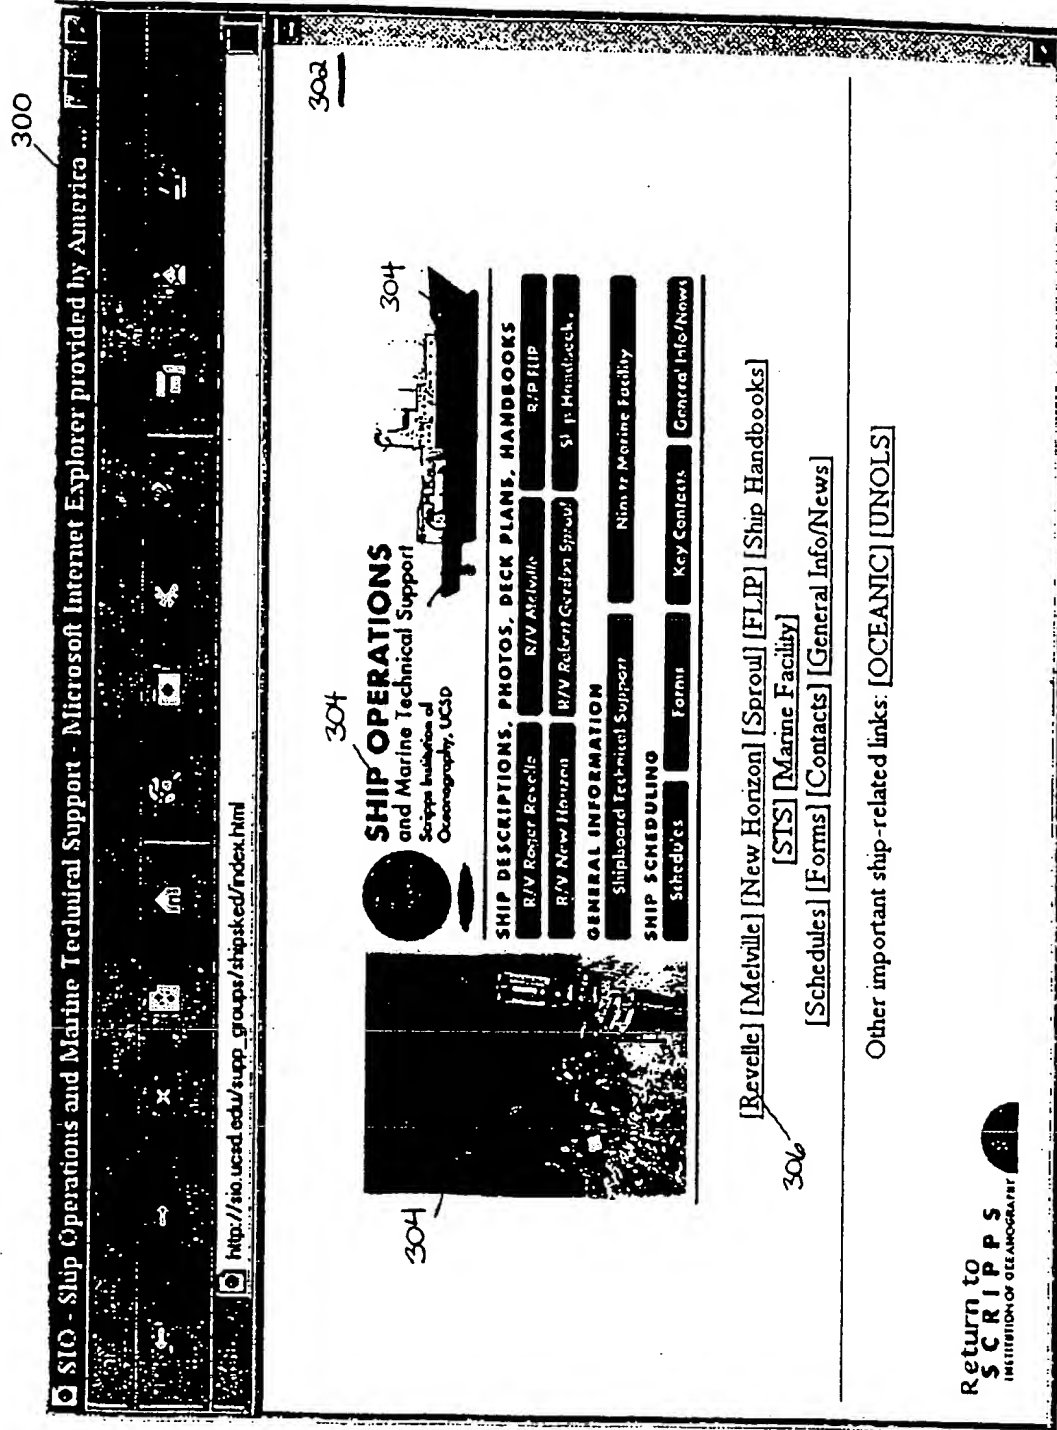 300
SIO - Ship Operations and Marine Technical Support - Microsoft Internet Explorer provided by America ...
http://sio.ucsd.edu/supp_groups/shipsked/index.html
302
304
304
304
SHIP OPERATIONS
and Marine Technical Support
Scripps Institution of
Oceanography, UCSD
SHIP DESCRIPTIONS, PHOTOS, DECK PLANS, HANDBOOKS
R/V Roger Revelle R/V Melville R/P FLIP
R/V New Horizon R/V Robert Gordon Sproul Ship Handbooks
GENERAL INFORMATION
Shipboard Technical Support Nimitz Marine Facility
SHIP SCHEDULING
Schedules Forms Key Contacts General Info/News
[Revelle] [Melville] [New Horizon] [Sproul] [FLIP] [Ship Handbooks]
[STS] [Marine Facility]
[Schedules] [Forms] [Contacts] [General Info/News]
306
Other important ship-related links: [OCEANIC] [UNOLS]
Return to
SCRIPPS
INSTITUTION OF OCEANOGRAPHY